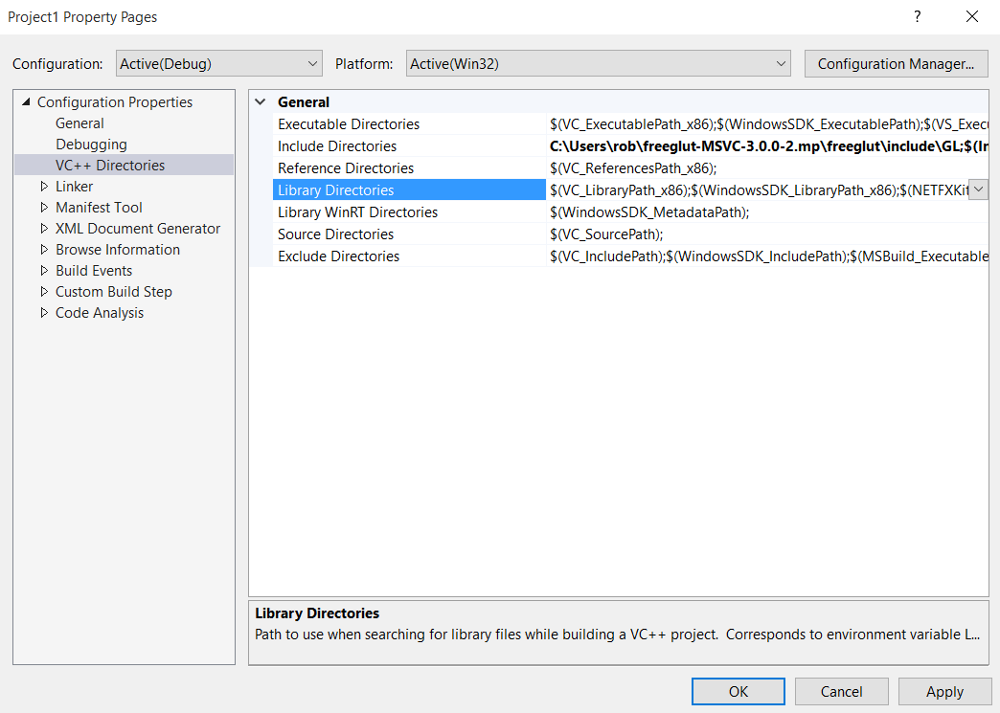 Project1 Property Pages
?
Configuration: Active(Debug) Platform: Active(Win32) Configuration Manager...
Configuration Properties
General
Debugging
VC++ Directories
Linker
Manifest Tool
XML Document Generator
Browse Information
Build Events
Custom Build Step
Code Analysis
General
Executable Directories $(VC_ExecutablePath_x86);$(WindowsSDK_ExecutablePath);$(VS_Execu
Include Directories C:\Users\rob\freeglut-MSVC-3.0.0-2.mp\freeglut\include\GL;$(In
Reference Directories $(VC_ReferencesPath_x86);
Library Directories $(VC_LibraryPath_x86);$(WindowsSDK_LibraryPath_x86);$(NETFXKit
Library WinRT Directories $(WindowsSDK_MetadataPath);
Source Directories $(VC_SourcePath);
Exclude Directories $(VC_IncludePath);$(WindowsSDK_IncludePath);$(MSBuild_Executable
Library Directories
Path to use when searching for library files while building a VC++ project.  Corresponds to environment variable L...
OK Cancel Apply